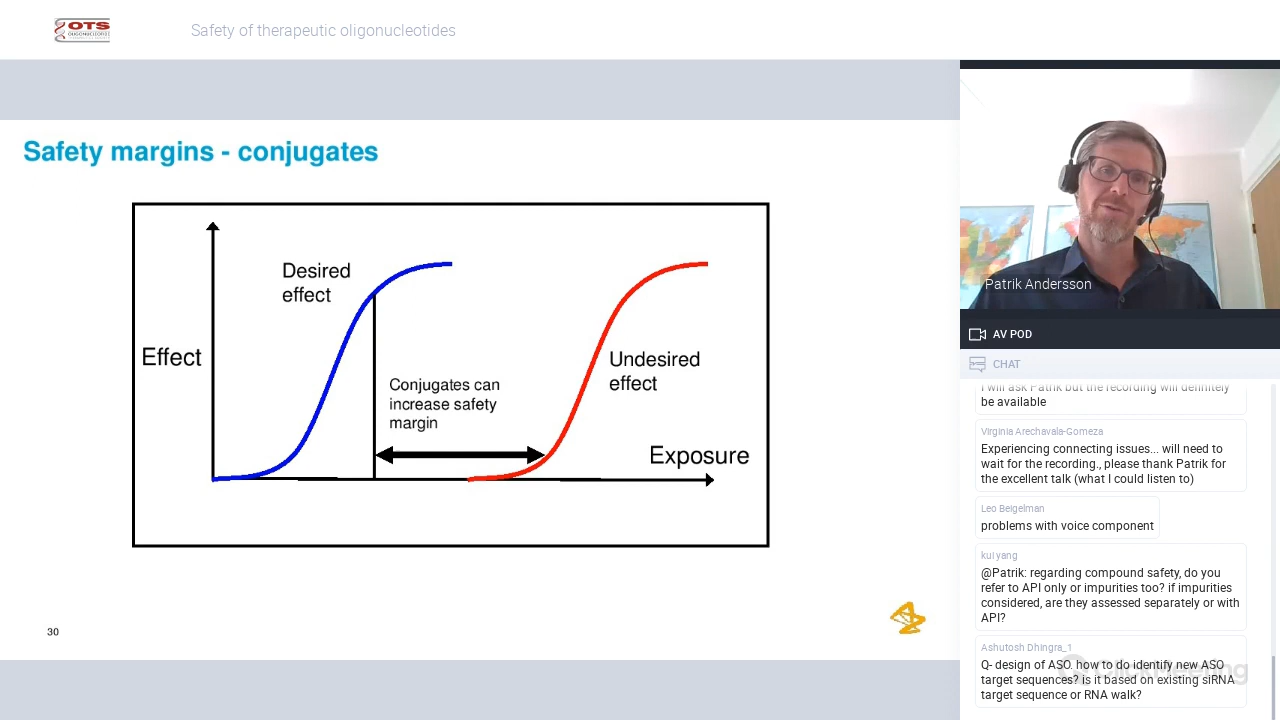 OTS
OLIGONUCLEOTIDE
Safety of therapeutic oligonucleotides
Safety margins - conjugates
Desired
effect
Effect
Conjugates can
increase safety
margin
Undesired
effect
Exposure
30
Patrik Andersson
AV POD
CHAT
I will ask Patrik but the recording will definitely
be available
Virginia Arechavala-Gomeza
Experiencing connecting issues... will need to
wait for the recording., please thank Patrik for
the excellent talk (what I could listen to)
Leo Beigelman
problems with voice component
kui yang
@Patrik: regarding compound safety, do you
refer to API only or impurities too? if impurities
considered, are they assessed separately or with
API?
Ashutosh Dhingra_1
Q- design of ASO. how to do identify new ASO
target sequences? is it based on existing siRNA
target sequence or RNA walk?
ClickMeeting